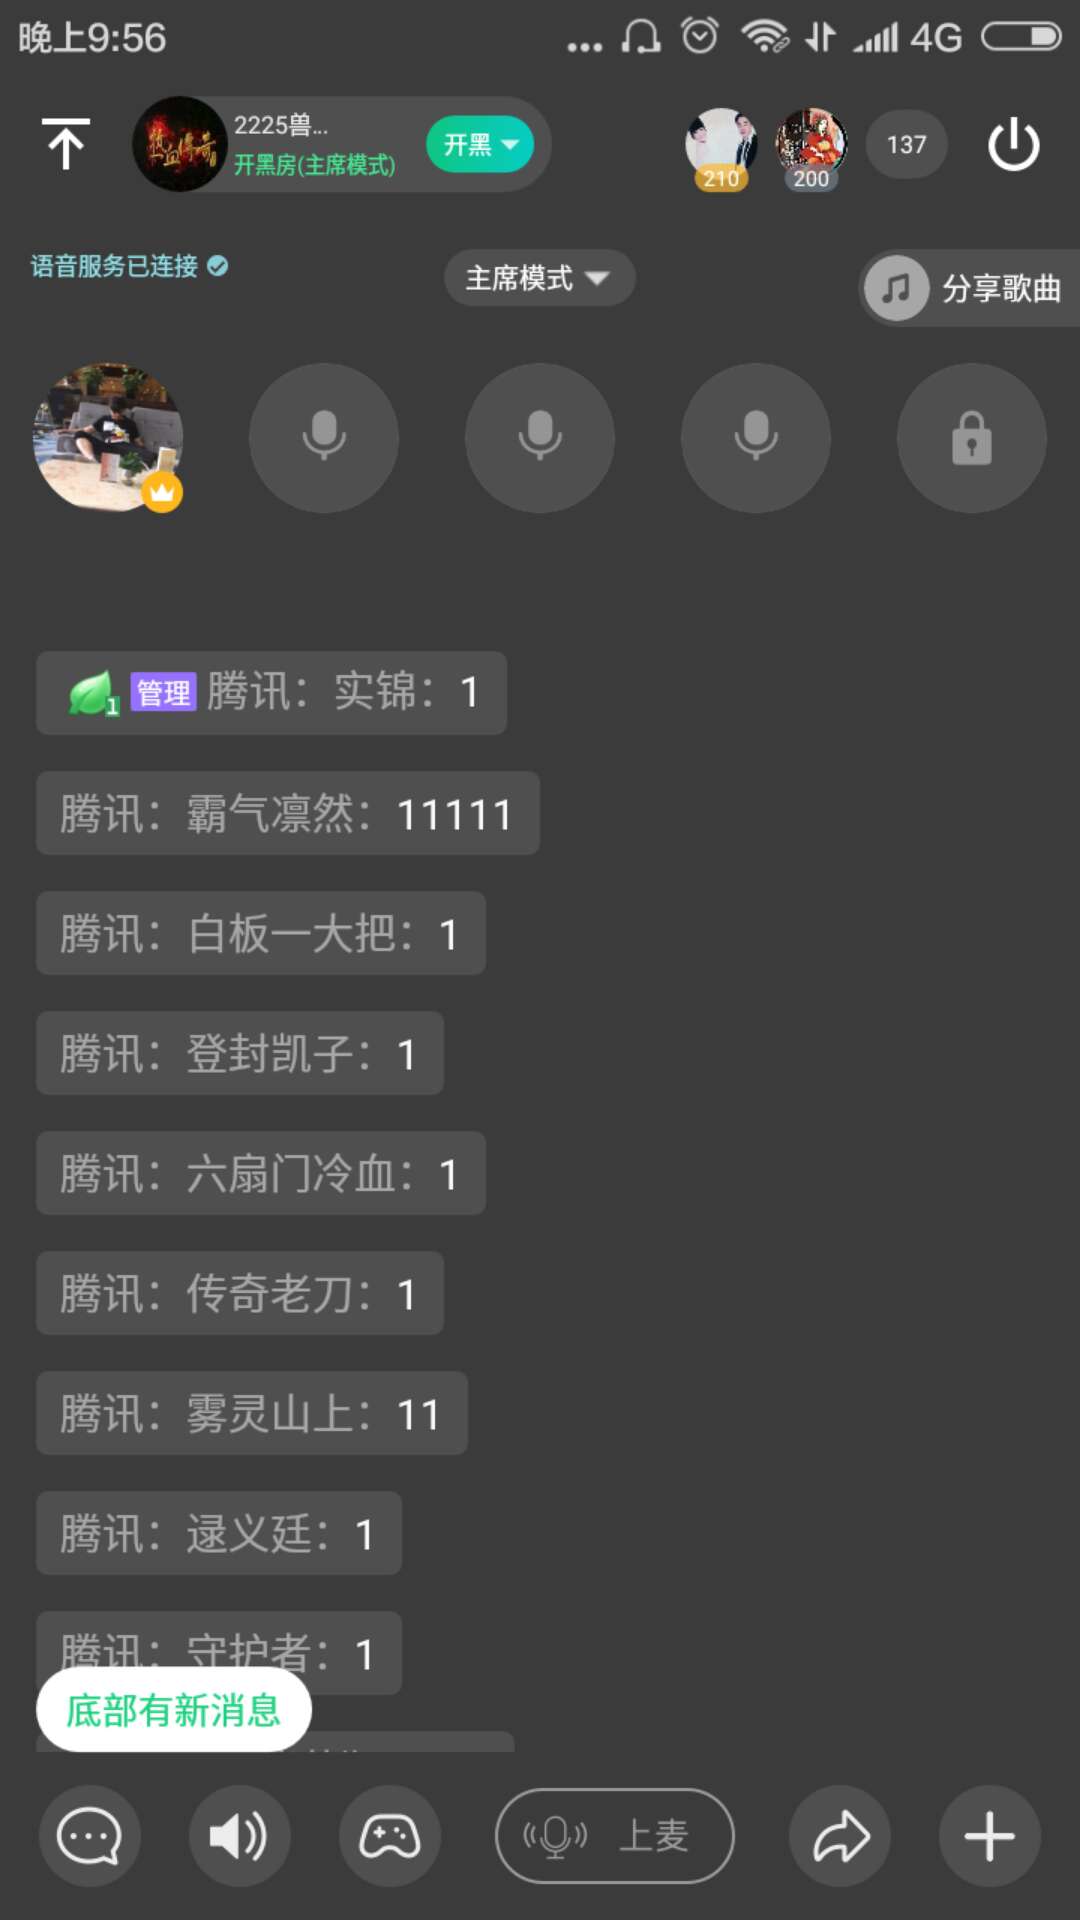 晚上9:56
4G
热血传奇
2225兽...
开黑房(主席模式)
开黑
210
200
137
语音服务已连接
主席模式
分享歌曲
1 管理 腾讯：实锦：1
腾讯：霸气凛然：11111
腾讯：白板一大把：1
腾讯：登封凯子：1
腾讯：六扇门冷血：1
腾讯：传奇老刀：1
腾讯：雾灵山上：11
腾讯：逯义廷：1
腾讯：守护者：1
底部有新消息
上麦